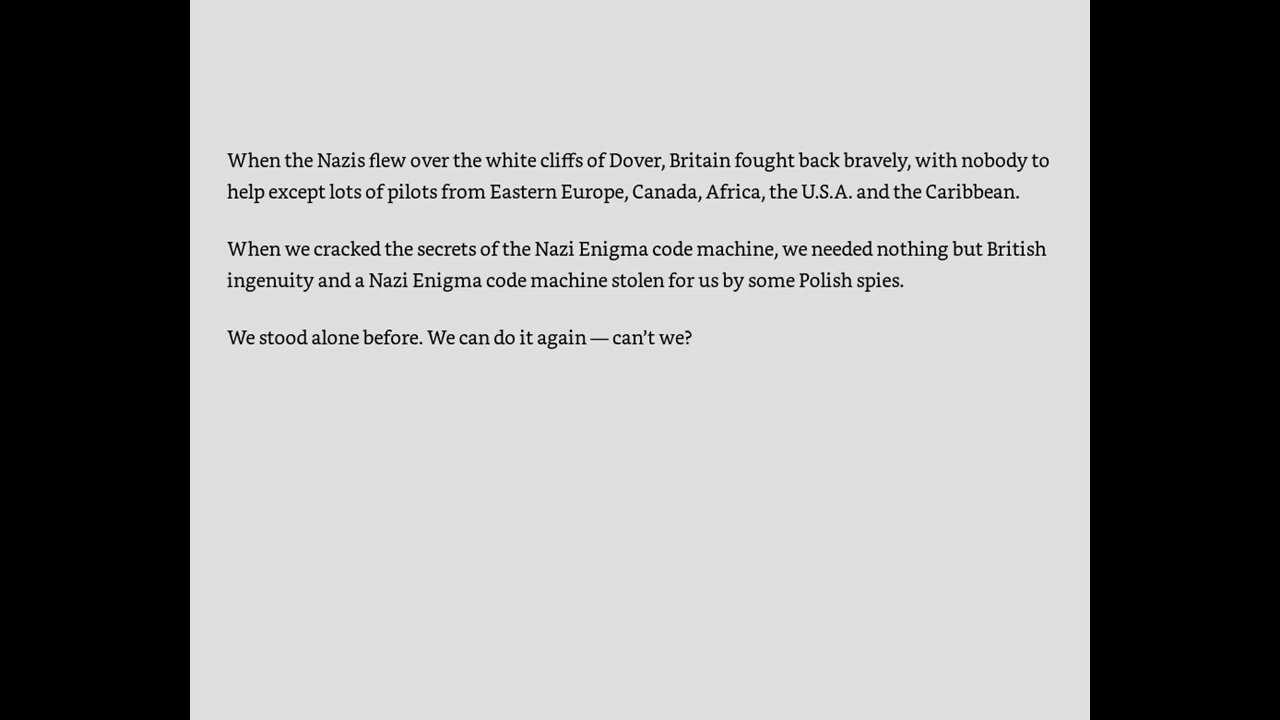 When the Nazis flew over the white cliffs of Dover, Britain fought back bravely, with nobody to
help except lots of pilots from Eastern Europe, Canada, Africa, the U.S.A. and the Caribbean.
When we cracked the secrets of the Nazi Enigma code machine, we needed nothing but British
ingenuity and a Nazi Enigma code machine stolen for us by some Polish spies.
We stood alone before. We can do it again — can’t we?